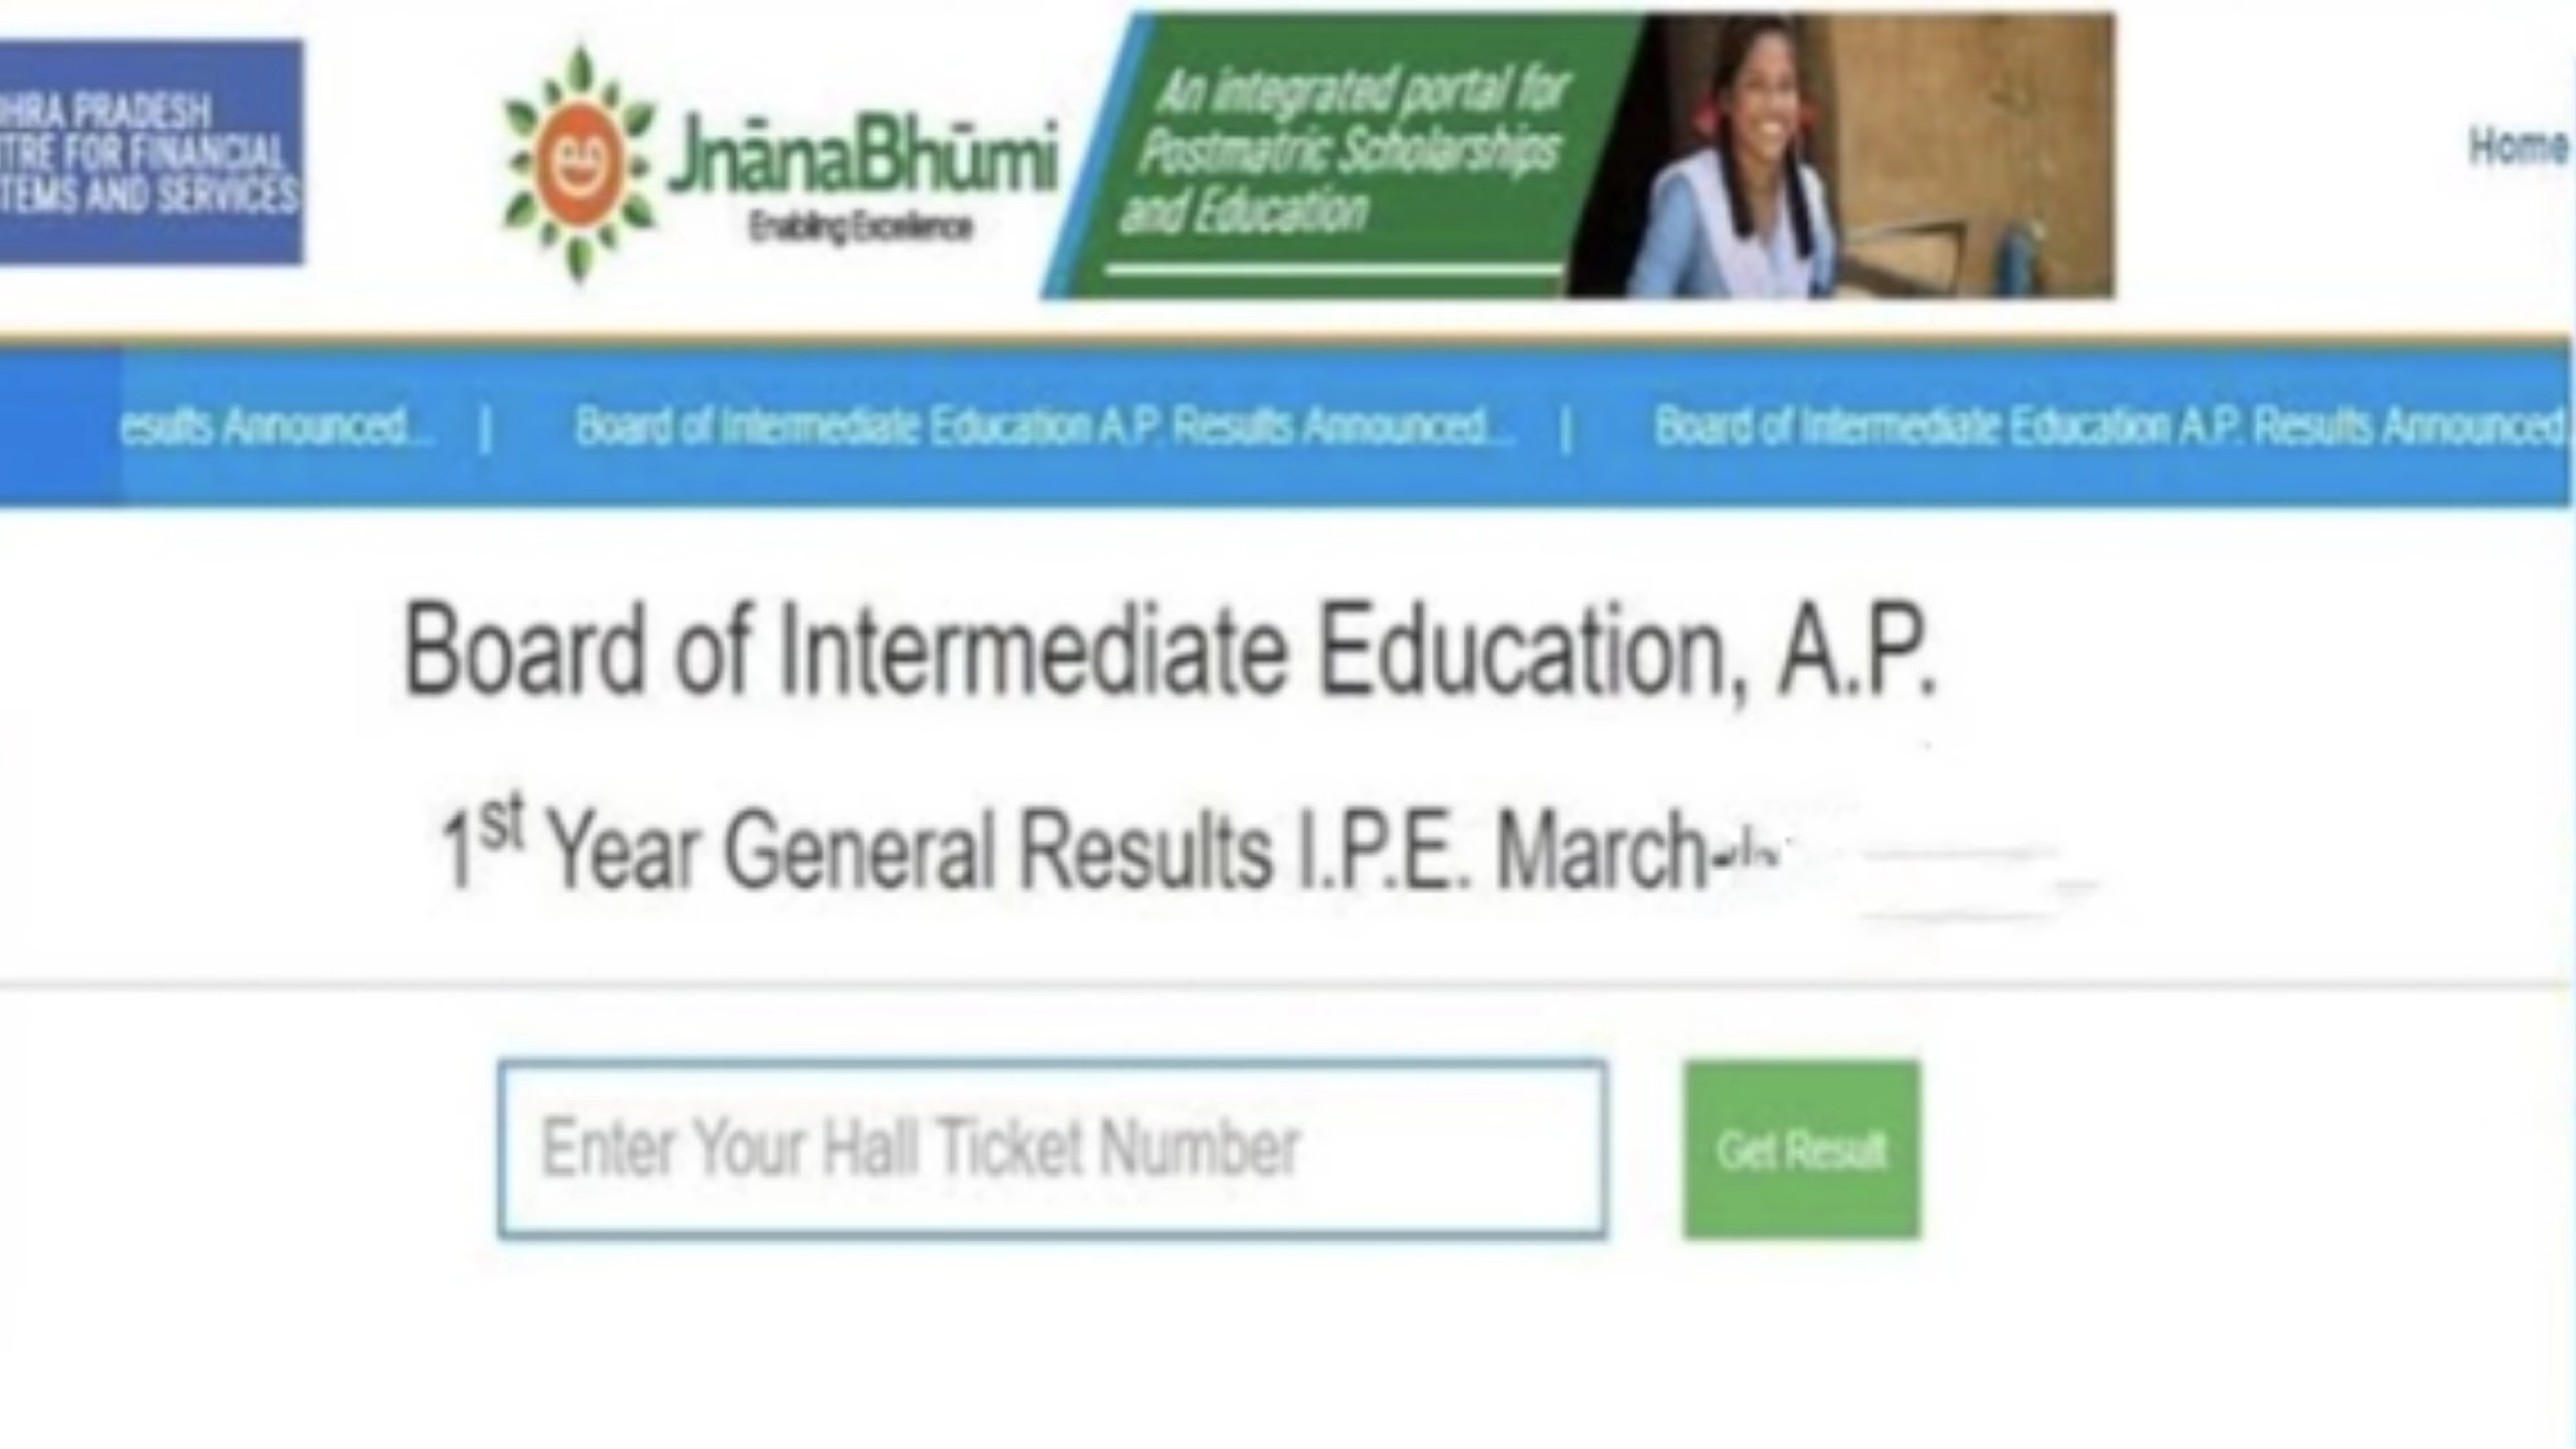 HRA PRADESH
TRE FOR FINANCIAL
TEMS AND SERVICES
JnānaBhūmi
Enabling Excellence
An integrated portal for
Postmatric Scholarships
and Education
Home
esults Announced... | Board of Intermediate Education A.P. Results Announced... | Board of Intermediate Education A.P. Results Announced
Board of Intermediate Education, A.P.
1st Year General Results I.P.E. March-
Enter Your Hall Ticket Number
Get Result